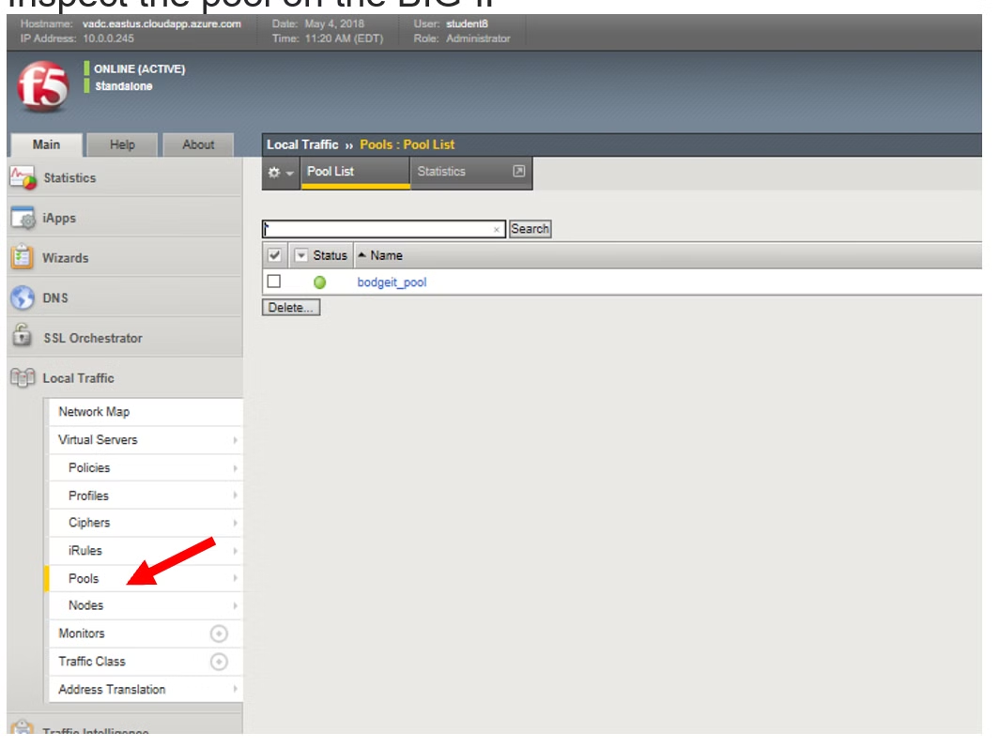 Inspect the pool on the BIG-IP
Hostname: vadc.eastus.cloudapp.azure.com Date: May 4, 2018 User: student6
IP Address: 10.0.0.245 Time: 11:20 AM (EDT) Role: Administrator
f5
ONLINE (ACTIVE)
Standalone
Main Help About
Local Traffic ›› Pools : Pool List
Pool List Statistics
Statistics
iApps
Wizards
DNS
SSL Orchestrator
Local Traffic
Network Map
Virtual Servers
Policies
Profiles
Ciphers
iRules
Pools
Nodes
Monitors
Traffic Class
Address Translation
Traffic Intelligence
* × Search
Status Name
bodgeit_pool
Delete...